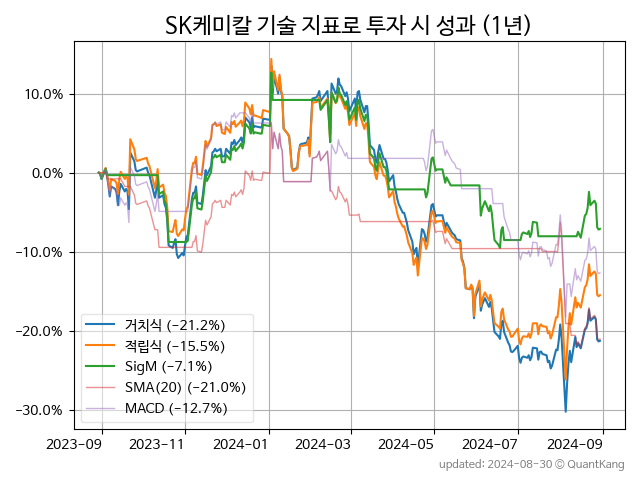 SK케미칼 기술 지표로 투자 시 성과 (1년)
10.0%
0.0%
−10.0%
−20.0%
−30.0%
거치식 (−21.2%)
적립식 (−15.5%)
SigM (−7.1%)
SMA(20) (−21.0%)
MACD (−12.7%)
2023-09 2023-11 2024-01 2024-03 2024-05 2024-07 2024-09
updated: 2024-08-30 © QuantKang